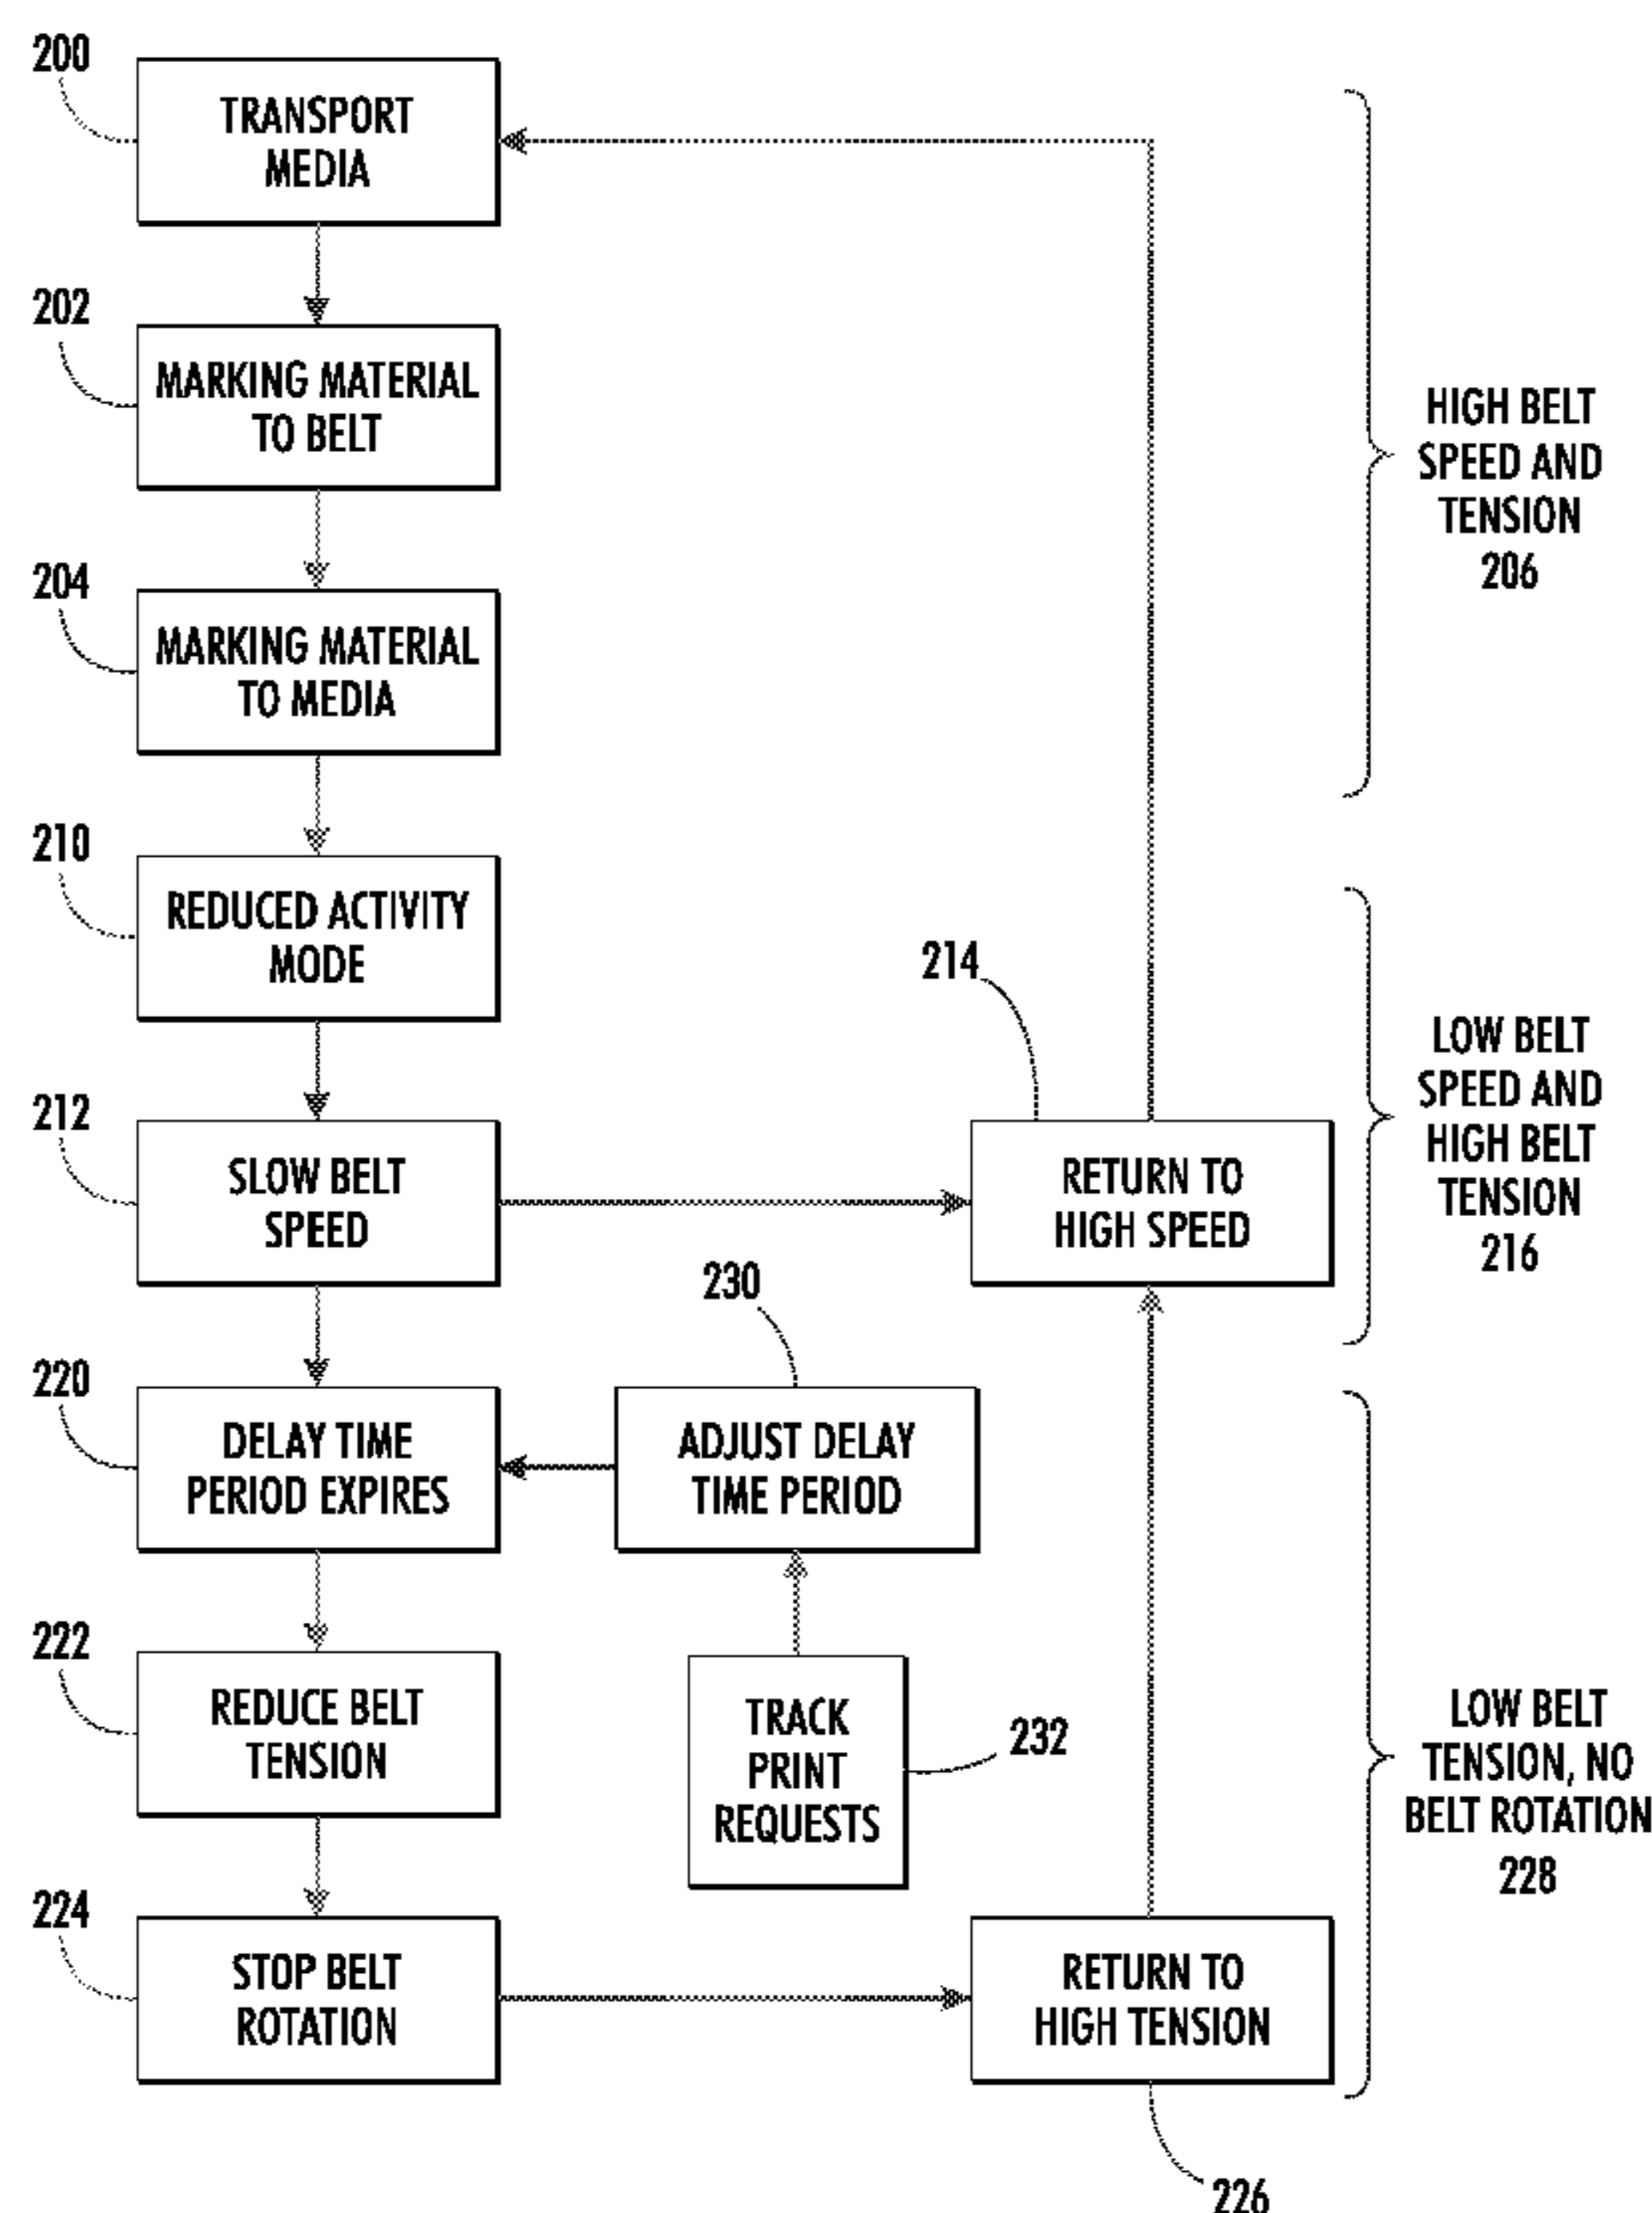 200
TRANSPORT
MEDIA
202
MARKING MATERIAL
TO BELT
HIGH BELT
SPEED AND
TENSION
206
204
MARKING MATERIAL
TO MEDIA
210
REDUCED ACTIVITY
MODE
214
LOW BELT
SPEED AND
HIGH BELT
TENSION
216
212
SLOW BELT
SPEED
RETURN TO
HIGH SPEED
230
220
DELAY TIME
PERIOD EXPIRES
ADJUST DELAY
TIME PERIOD
222
REDUCE BELT
TENSION
TRACK
PRINT
REQUESTS
232
LOW BELT
TENSION, NO
BELT ROTATION
228
224
STOP BELT
ROTATION
RETURN TO
HIGH TENSION
226